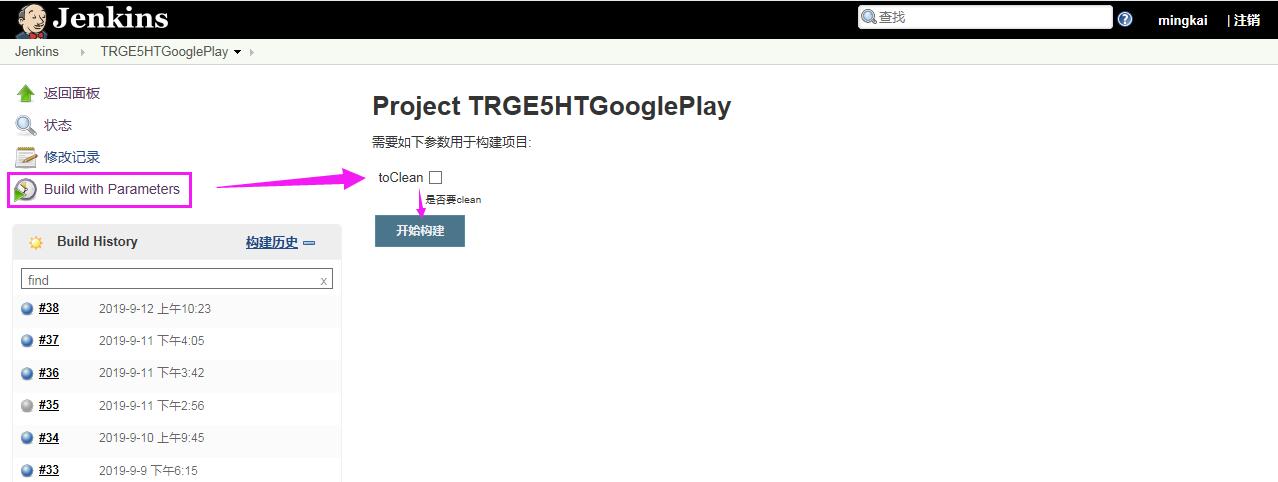 Jenkins
查找
mingkai
| 注销
Jenkins
TRGE5HTGooglePlay
返回面板
状态
修改记录
Build with Parameters
Build History
构建历史
find
x
#38 2019-9-12 上午10:23
#37 2019-9-11 下午4:05
#36 2019-9-11 下午3:42
#35 2019-9-11 下午2:56
#34 2019-9-10 上午9:45
#33 2019-9-9 下午6:15
Project TRGE5HTGooglePlay
需要如下参数用于构建项目:
toClean
是否要clean
开始构建